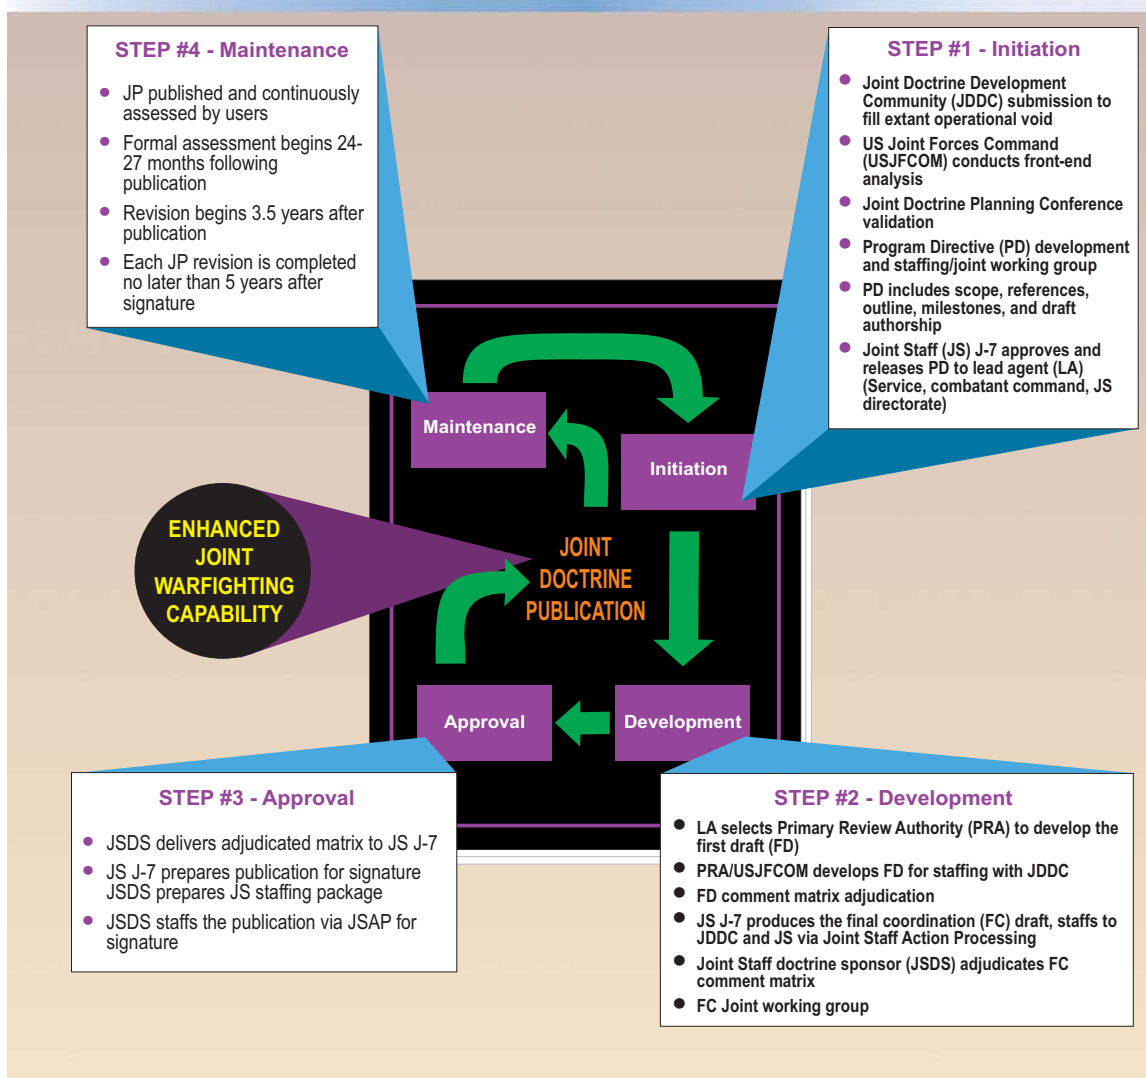 STEP #4 - Maintenance
• JP published and continuously
assessed by users
• Formal assessment begins 24-
27 months following
publication
• Revision begins 3.5 years after
publication
• Each JP revision is completed
no later than 5 years after
signature
STEP #1 - Initiation
• Joint Doctrine Development
Community (JDDC) submission to
fill extant operational void
• US Joint Forces Command
(USJFCOM) conducts front-end
analysis
• Joint Doctrine Planning Conference
validation
• Program Directive (PD) development
and staffing/joint working group
• PD includes scope, references,
outline, milestones, and draft
authorship
• Joint Staff (JS) J-7 approves and
releases PD to lead agent (LA)
(Service, combatant command, JS
directorate)
Maintenance
Initiation
ENHANCED
JOINT
WARFIGHTING
CAPABILITY
JOINT
DOCTRINE
PUBLICATION
Approval
Development
STEP #3 - Approval
• JSDS delivers adjudicated matrix to JS J-7
• JS J-7 prepares publication for signature
JSDS prepares JS staffing package
• JSDS staffs the publication via JSAP for
signature
STEP #2 - Development
• LA selects Primary Review Authority (PRA) to develop the
first draft (FD)
• PRA/USJFCOM develops FD for staffing with JDDC
• FD comment matrix adjudication
• JS J-7 produces the final coordination (FC) draft, staffs to
JDDC and JS via Joint Staff Action Processing
• Joint Staff doctrine sponsor (JSDS) adjudicates FC
comment matrix
• FC Joint working group